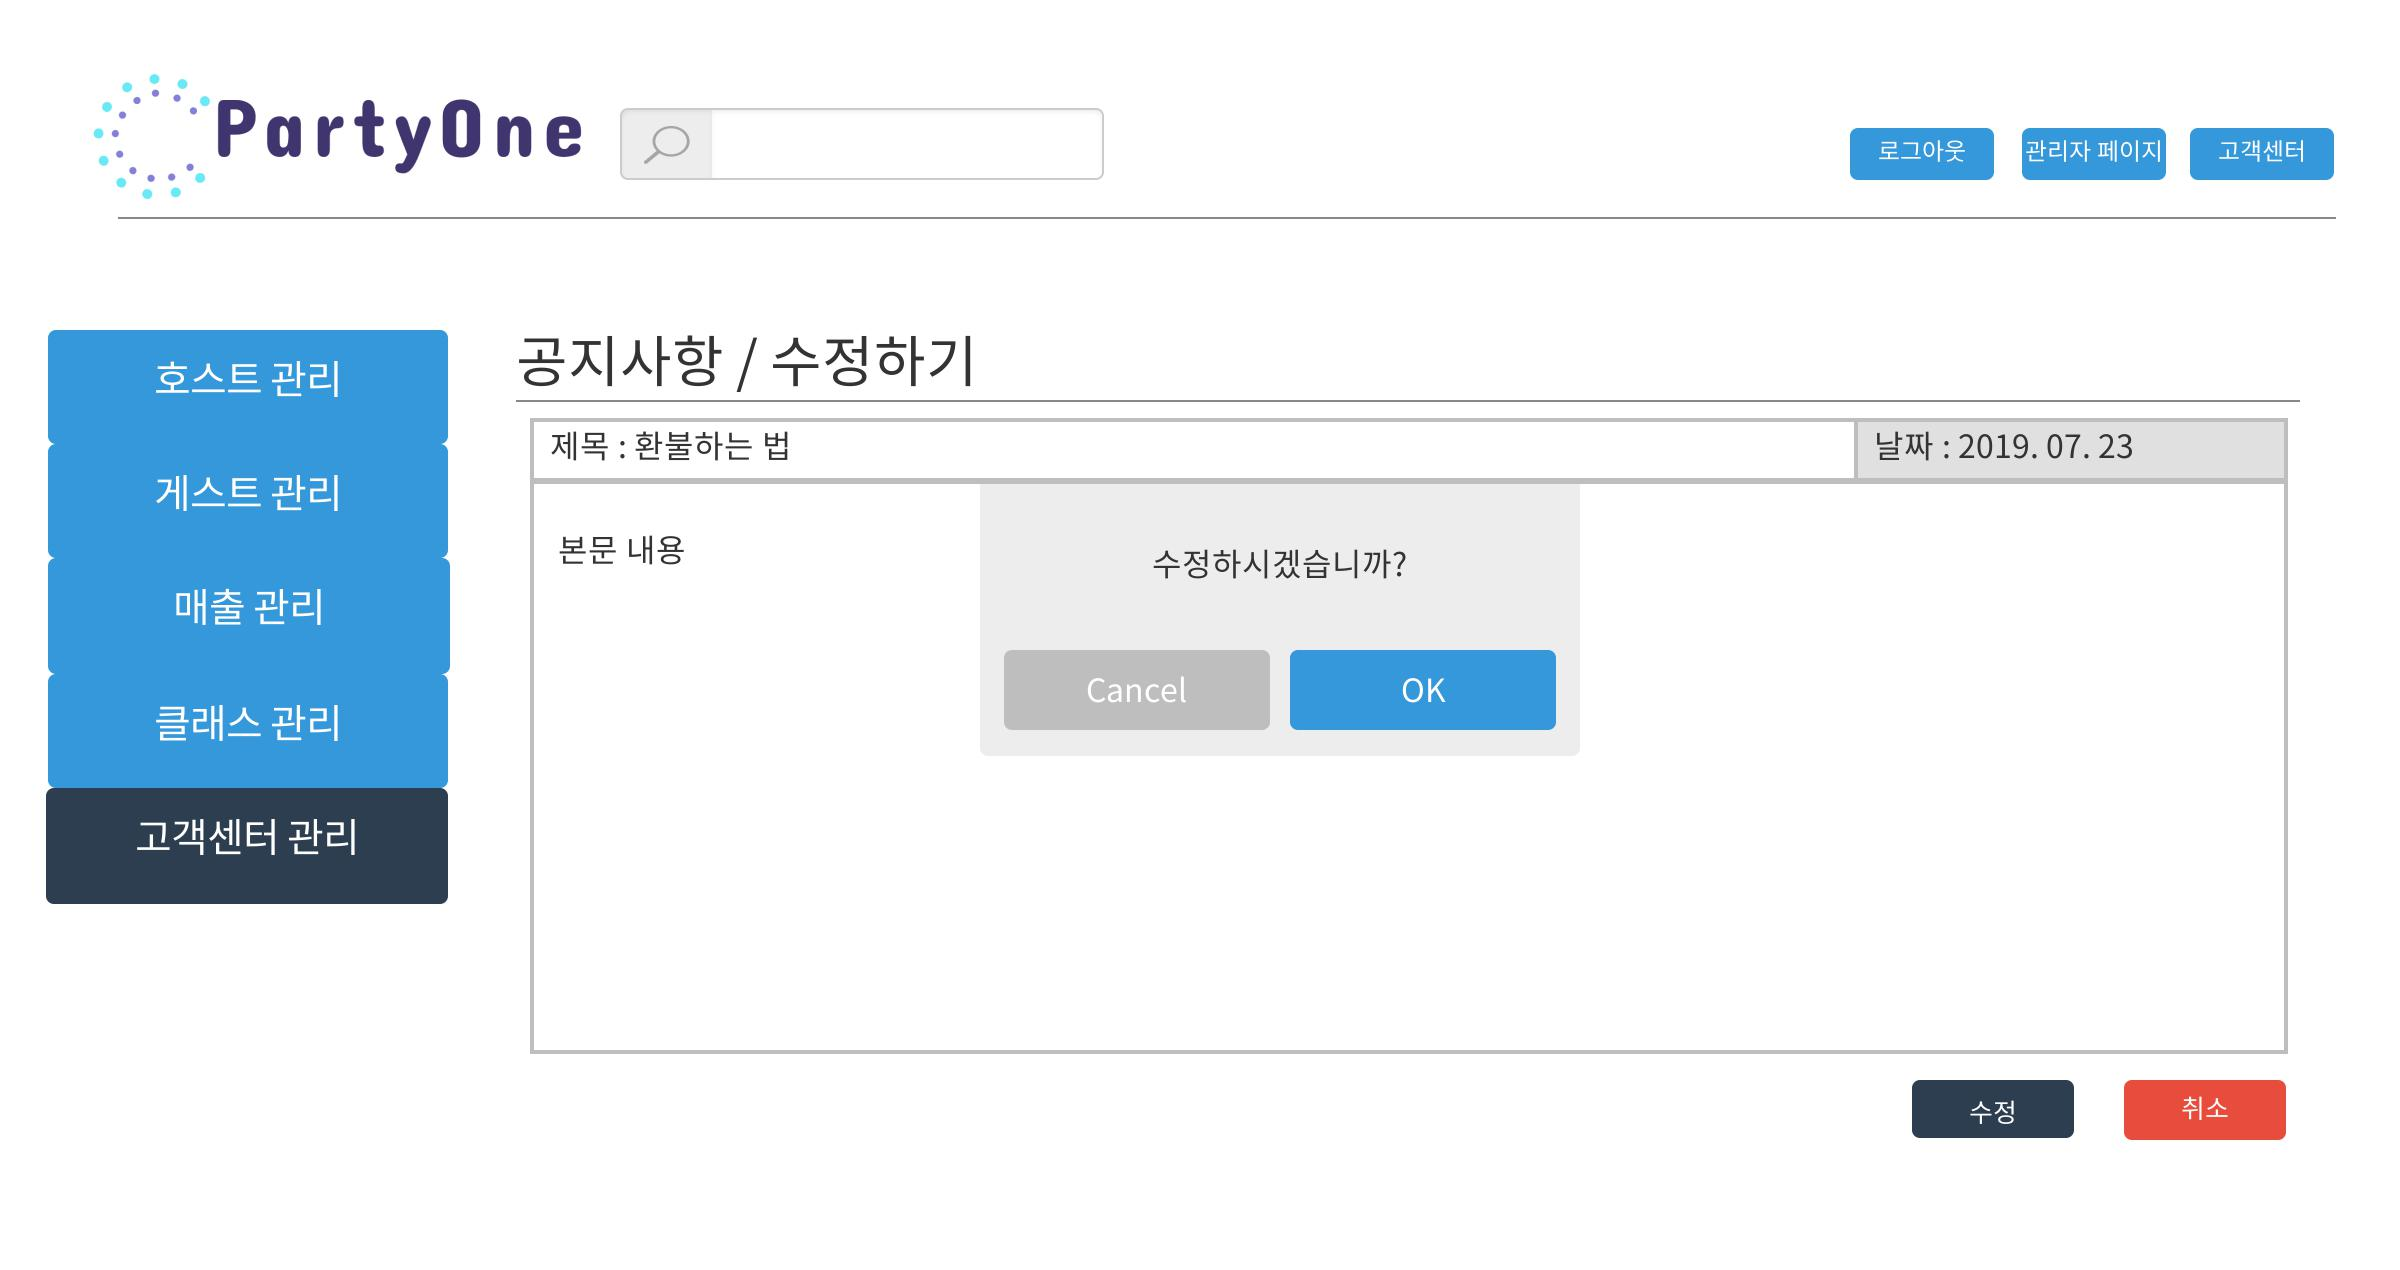 PartyOne
로그아웃
관리자 페이지
고객센터
호스트 관리
게스트 관리
매출 관리
클래스 관리
고객센터 관리
공지사항 / 수정하기
제목 : 환불하는 법
날짜 : 2019. 07. 23
본문 내용
수정하시겠습니까?
Cancel
OK
수정
취소